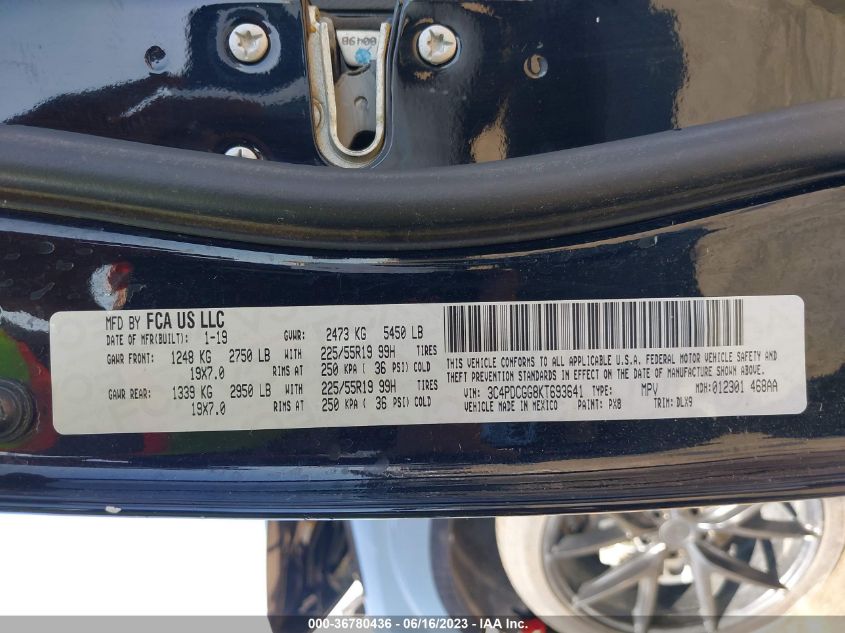 6049B
MFD BY FCA US LLC
DATE OF MFR(BUILT): 1-19 GVWR: 2473 KG 5450 LB
GAWR FRONT: 1248 KG 2750 LB WITH 225/55R19 99H TIRES
19X7.0 RIMS AT 250 KPA ( 36 PSI) COLD
GAWR REAR: 1339 KG 2950 LB WITH 225/55R19 99H TIRES
19X7.0 RIMS AT 250 KPA ( 36 PSI) COLD
THIS VEHICLE CONFORMS TO ALL APPLICABLE U.S.A. FEDERAL MOTOR VEHICLE SAFETY AND
THEFT PREVENTION STANDARDS IN EFFECT ON THE DATE OF MANUFACTURE SHOWN ABOVE.
VIN: 3C4PDCGG8KT693641 TYPE: MPV MDH: 012301 468AA
VEHICLE MADE IN MEXICO PAINT: PX8 TRIM: DLX9
000-36780436 - 06/16/2023 - IAA Inc.